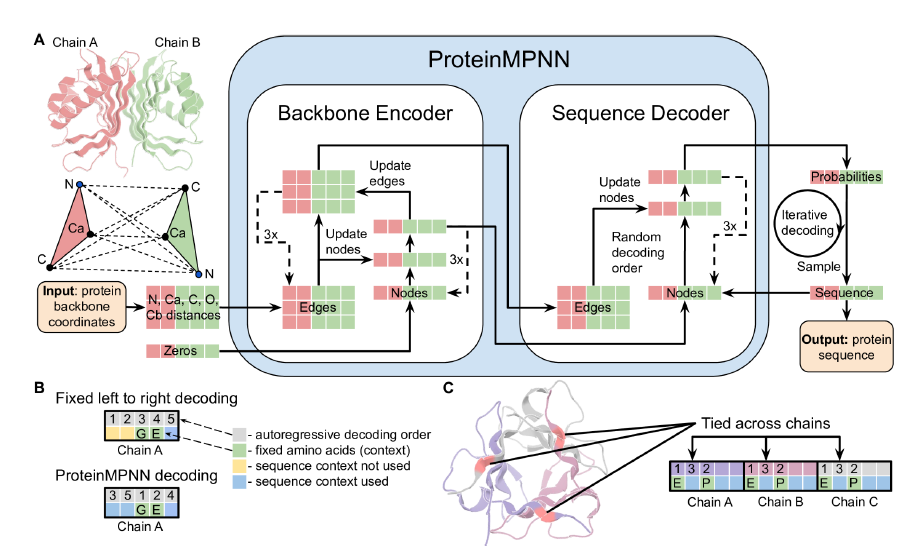 A
Chain A
Chain B
N
C
Ca
Ca
C
N
Input: protein
backbone
coordinates
N, Ca, C, O,
Cb distances
Zeros
ProteinMPNN
Backbone Encoder
Update
edges
Update
nodes
3x
3x
Edges
Nodes
Sequence Decoder
Update
nodes
Random
decoding
order
3x
Edges
Nodes
Probabilities
Iterative
decoding
Sample
Sequence
Output: protein
sequence
B
Fixed left to right decoding
1 2 3 4 5
G E
Chain A
- autoregressive decoding order
- fixed amino acids (context)
- sequence context not used
- sequence context used
ProteinMPNN decoding
3 5 1 2 4
G E
Chain A
C
Tied across chains
1 3 2 1 3 2 1 3 2
E P E P E P
Chain A Chain B Chain C